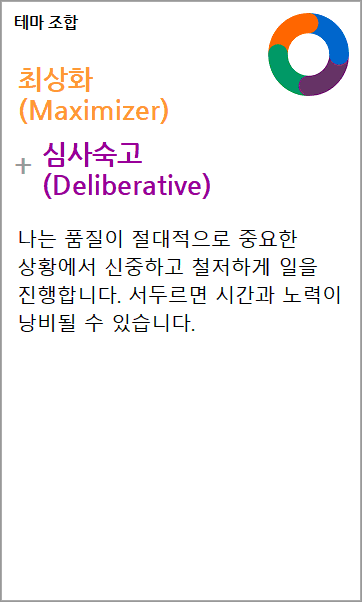 테마 조합
최상화
(Maximizer)
+ 심사숙고
(Deliberative)
나는 품질이 절대적으로 중요한
상황에서 신중하고 철저하게 일을
진행합니다. 서두르면 시간과 노력이
낭비될 수 있습니다.